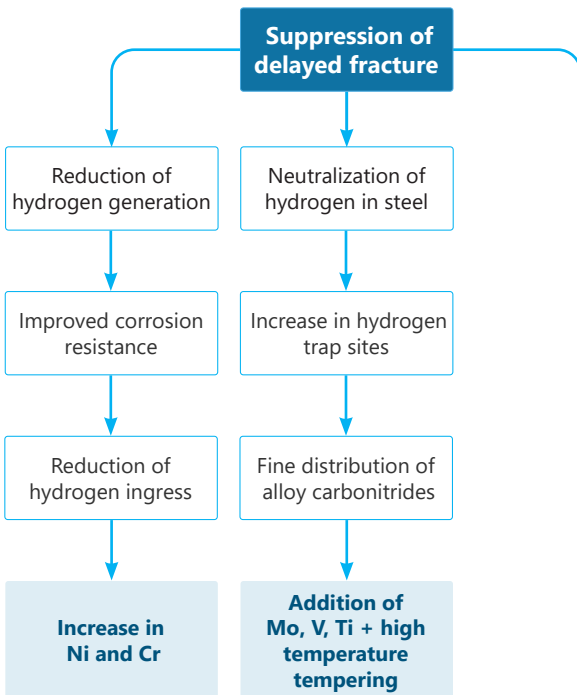 Suppression of
delayed fracture
Reduction of
hydrogen generation
Neutralization of
hydrogen in steel
Improved corrosion
resistance
Increase in hydrogen
trap sites
Reduction of
hydrogen ingress
Fine distribution of
alloy carbonitrides
Increase in
Ni and Cr
Addition of
Mo, V, Ti + high
temperature
tempering